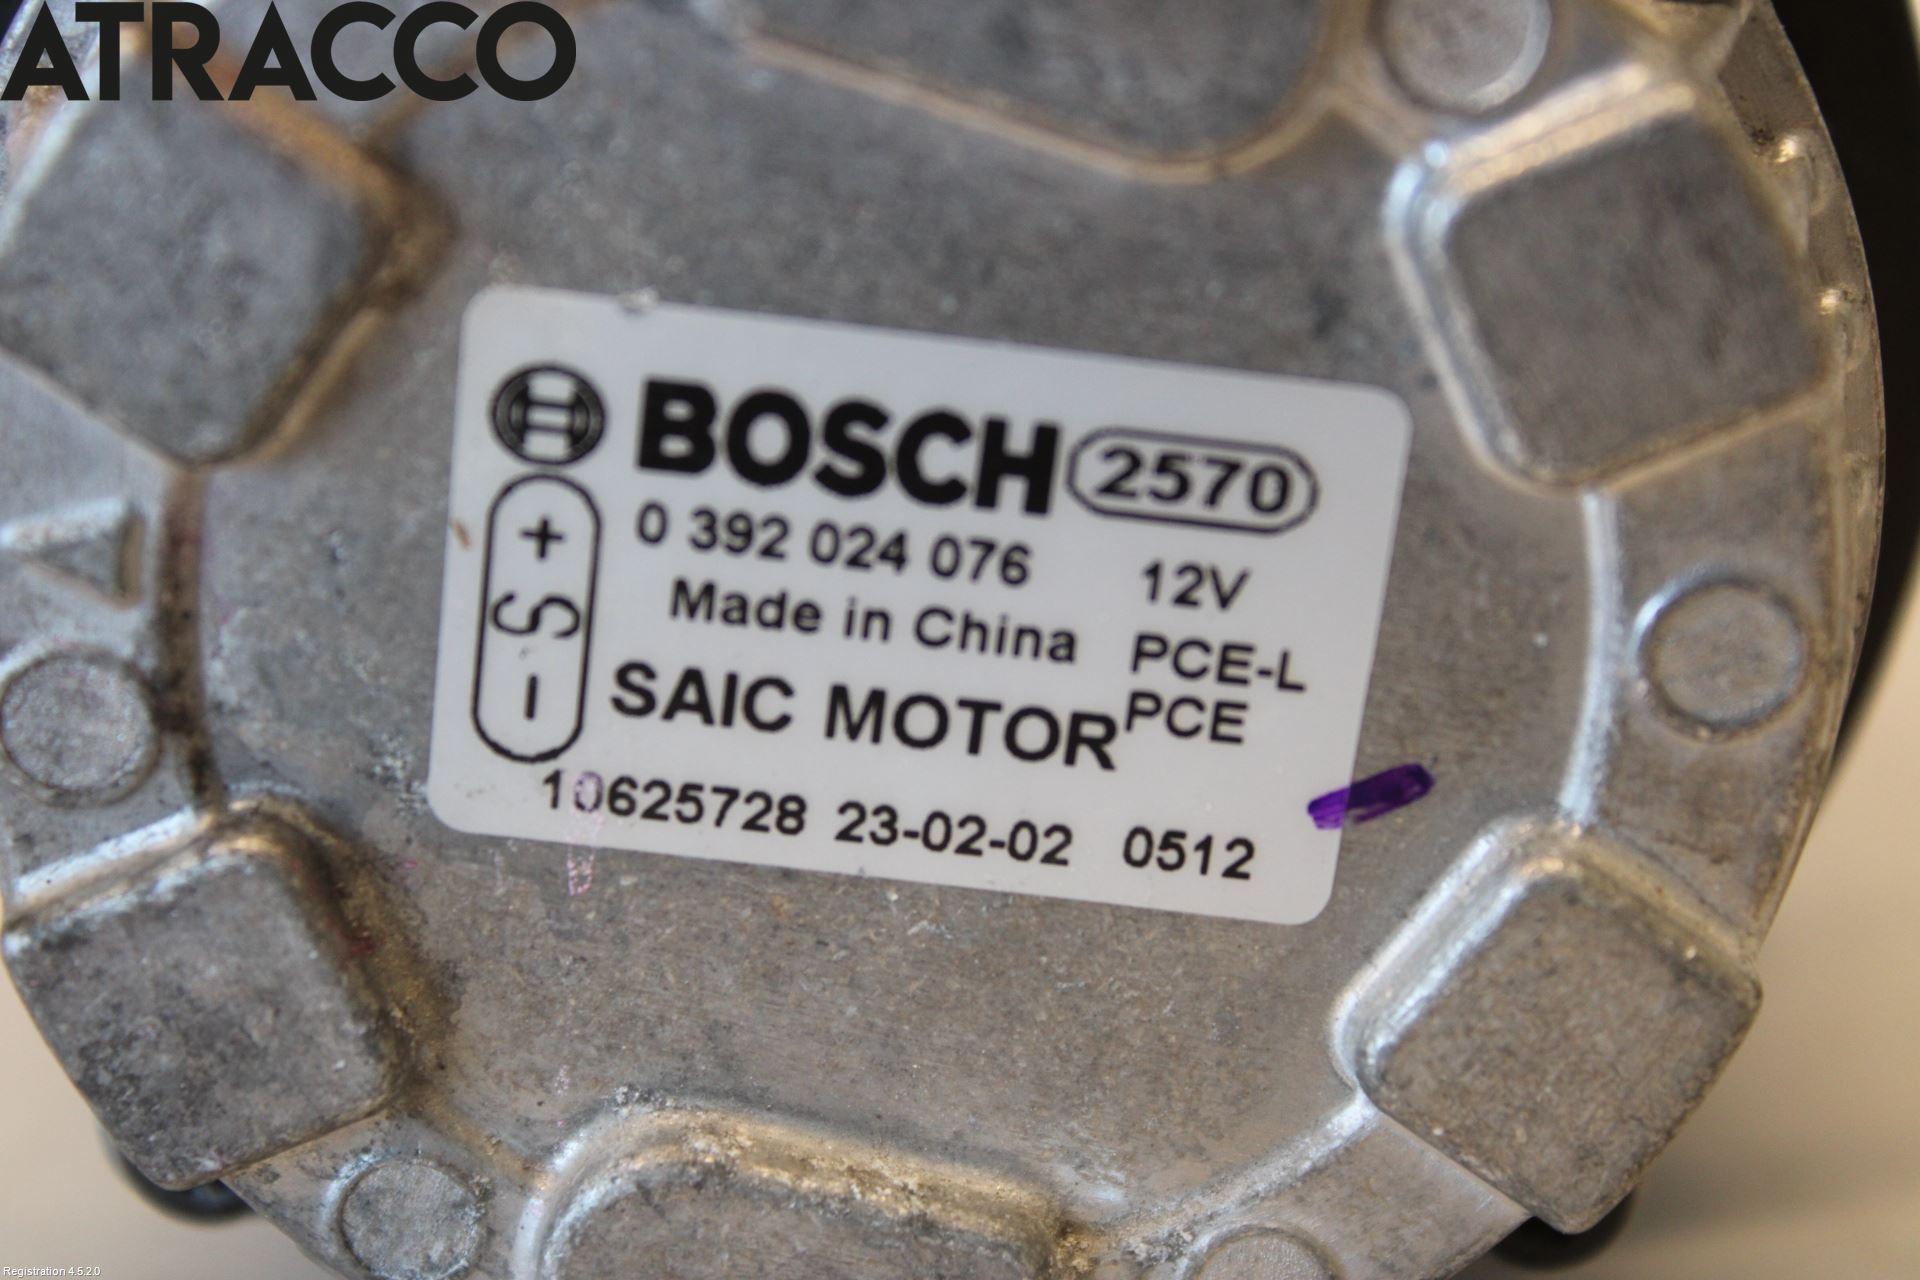 ATRACCO
BOSCH 2570
0 392 024 076 12V
Made in China PCE-L
SAIC MOTOR PCE
10625728 23-02-02 0512
+ S -
Registration 4.5.2.0